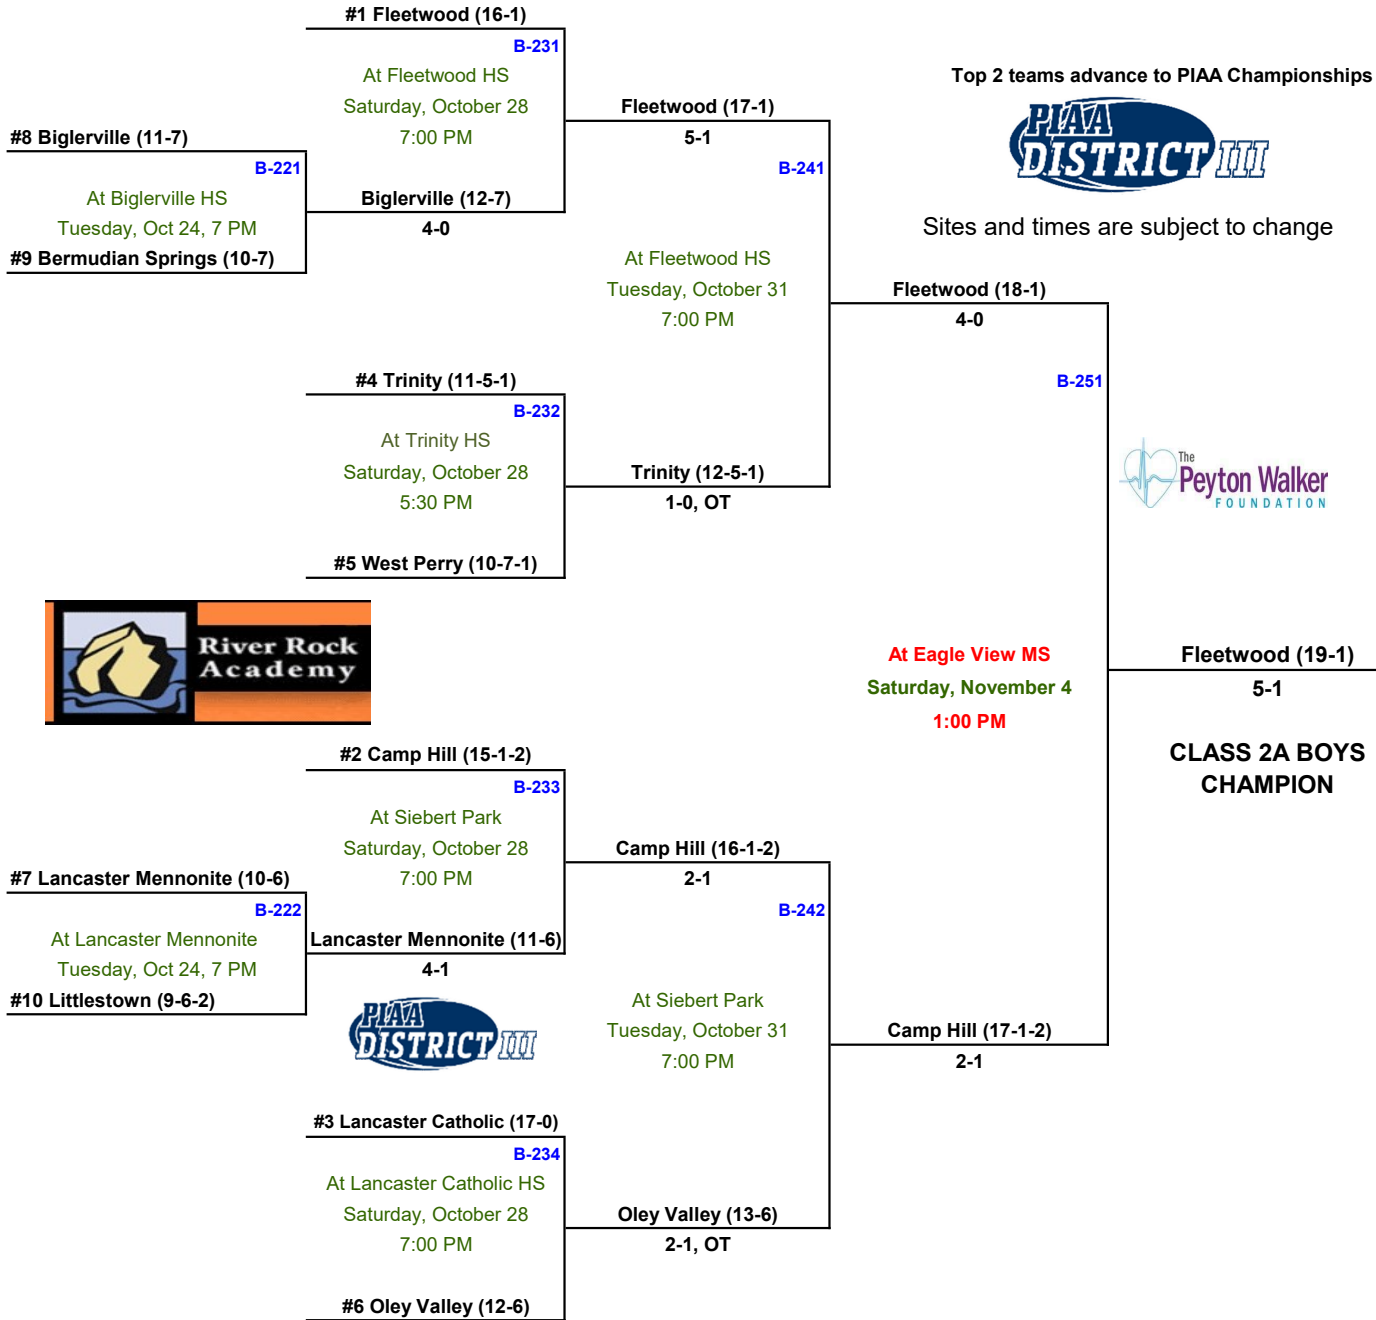 #1 Fleetwood (16-1)
B-231
At Fleetwood HS
Saturday, October 28
7:00 PM
Top 2 teams advance to PIAA Championships
PIAA
DISTRICT III
Sites and times are subject to change
Fleetwood (17-1)
5-1
#8 Biglerville (11-7)
B-221
At Biglerville HS
Tuesday, Oct 24, 7 PM
#9 Bermudian Springs (10-7)
Biglerville (12-7)
4-0
B-241
At Fleetwood HS
Tuesday, October 31
7:00 PM
Fleetwood (18-1)
4-0
#4 Trinity (11-5-1)
B-232
At Trinity HS
Saturday, October 28
5:30 PM
Trinity (12-5-1)
1-0, OT
#5 West Perry (10-7-1)
B-251
The
Peyton Walker
FOUNDATION
River Rock
Academy
At Eagle View MS
Saturday, November 4
1:00 PM
Fleetwood (19-1)
5-1
CLASS 2A BOYS
CHAMPION
#2 Camp Hill (15-1-2)
B-233
At Siebert Park
Saturday, October 28
7:00 PM
Camp Hill (16-1-2)
2-1
#7 Lancaster Mennonite (10-6)
B-222
At Lancaster Mennonite
Tuesday, Oct 24, 7 PM
#10 Littlestown (9-6-2)
Lancaster Mennonite (11-6)
4-1
B-242
PIAA
DISTRICT III
At Siebert Park
Tuesday, October 31
7:00 PM
Camp Hill (17-1-2)
2-1
#3 Lancaster Catholic (17-0)
B-234
At Lancaster Catholic HS
Saturday, October 28
7:00 PM
Oley Valley (13-6)
2-1, OT
#6 Oley Valley (12-6)